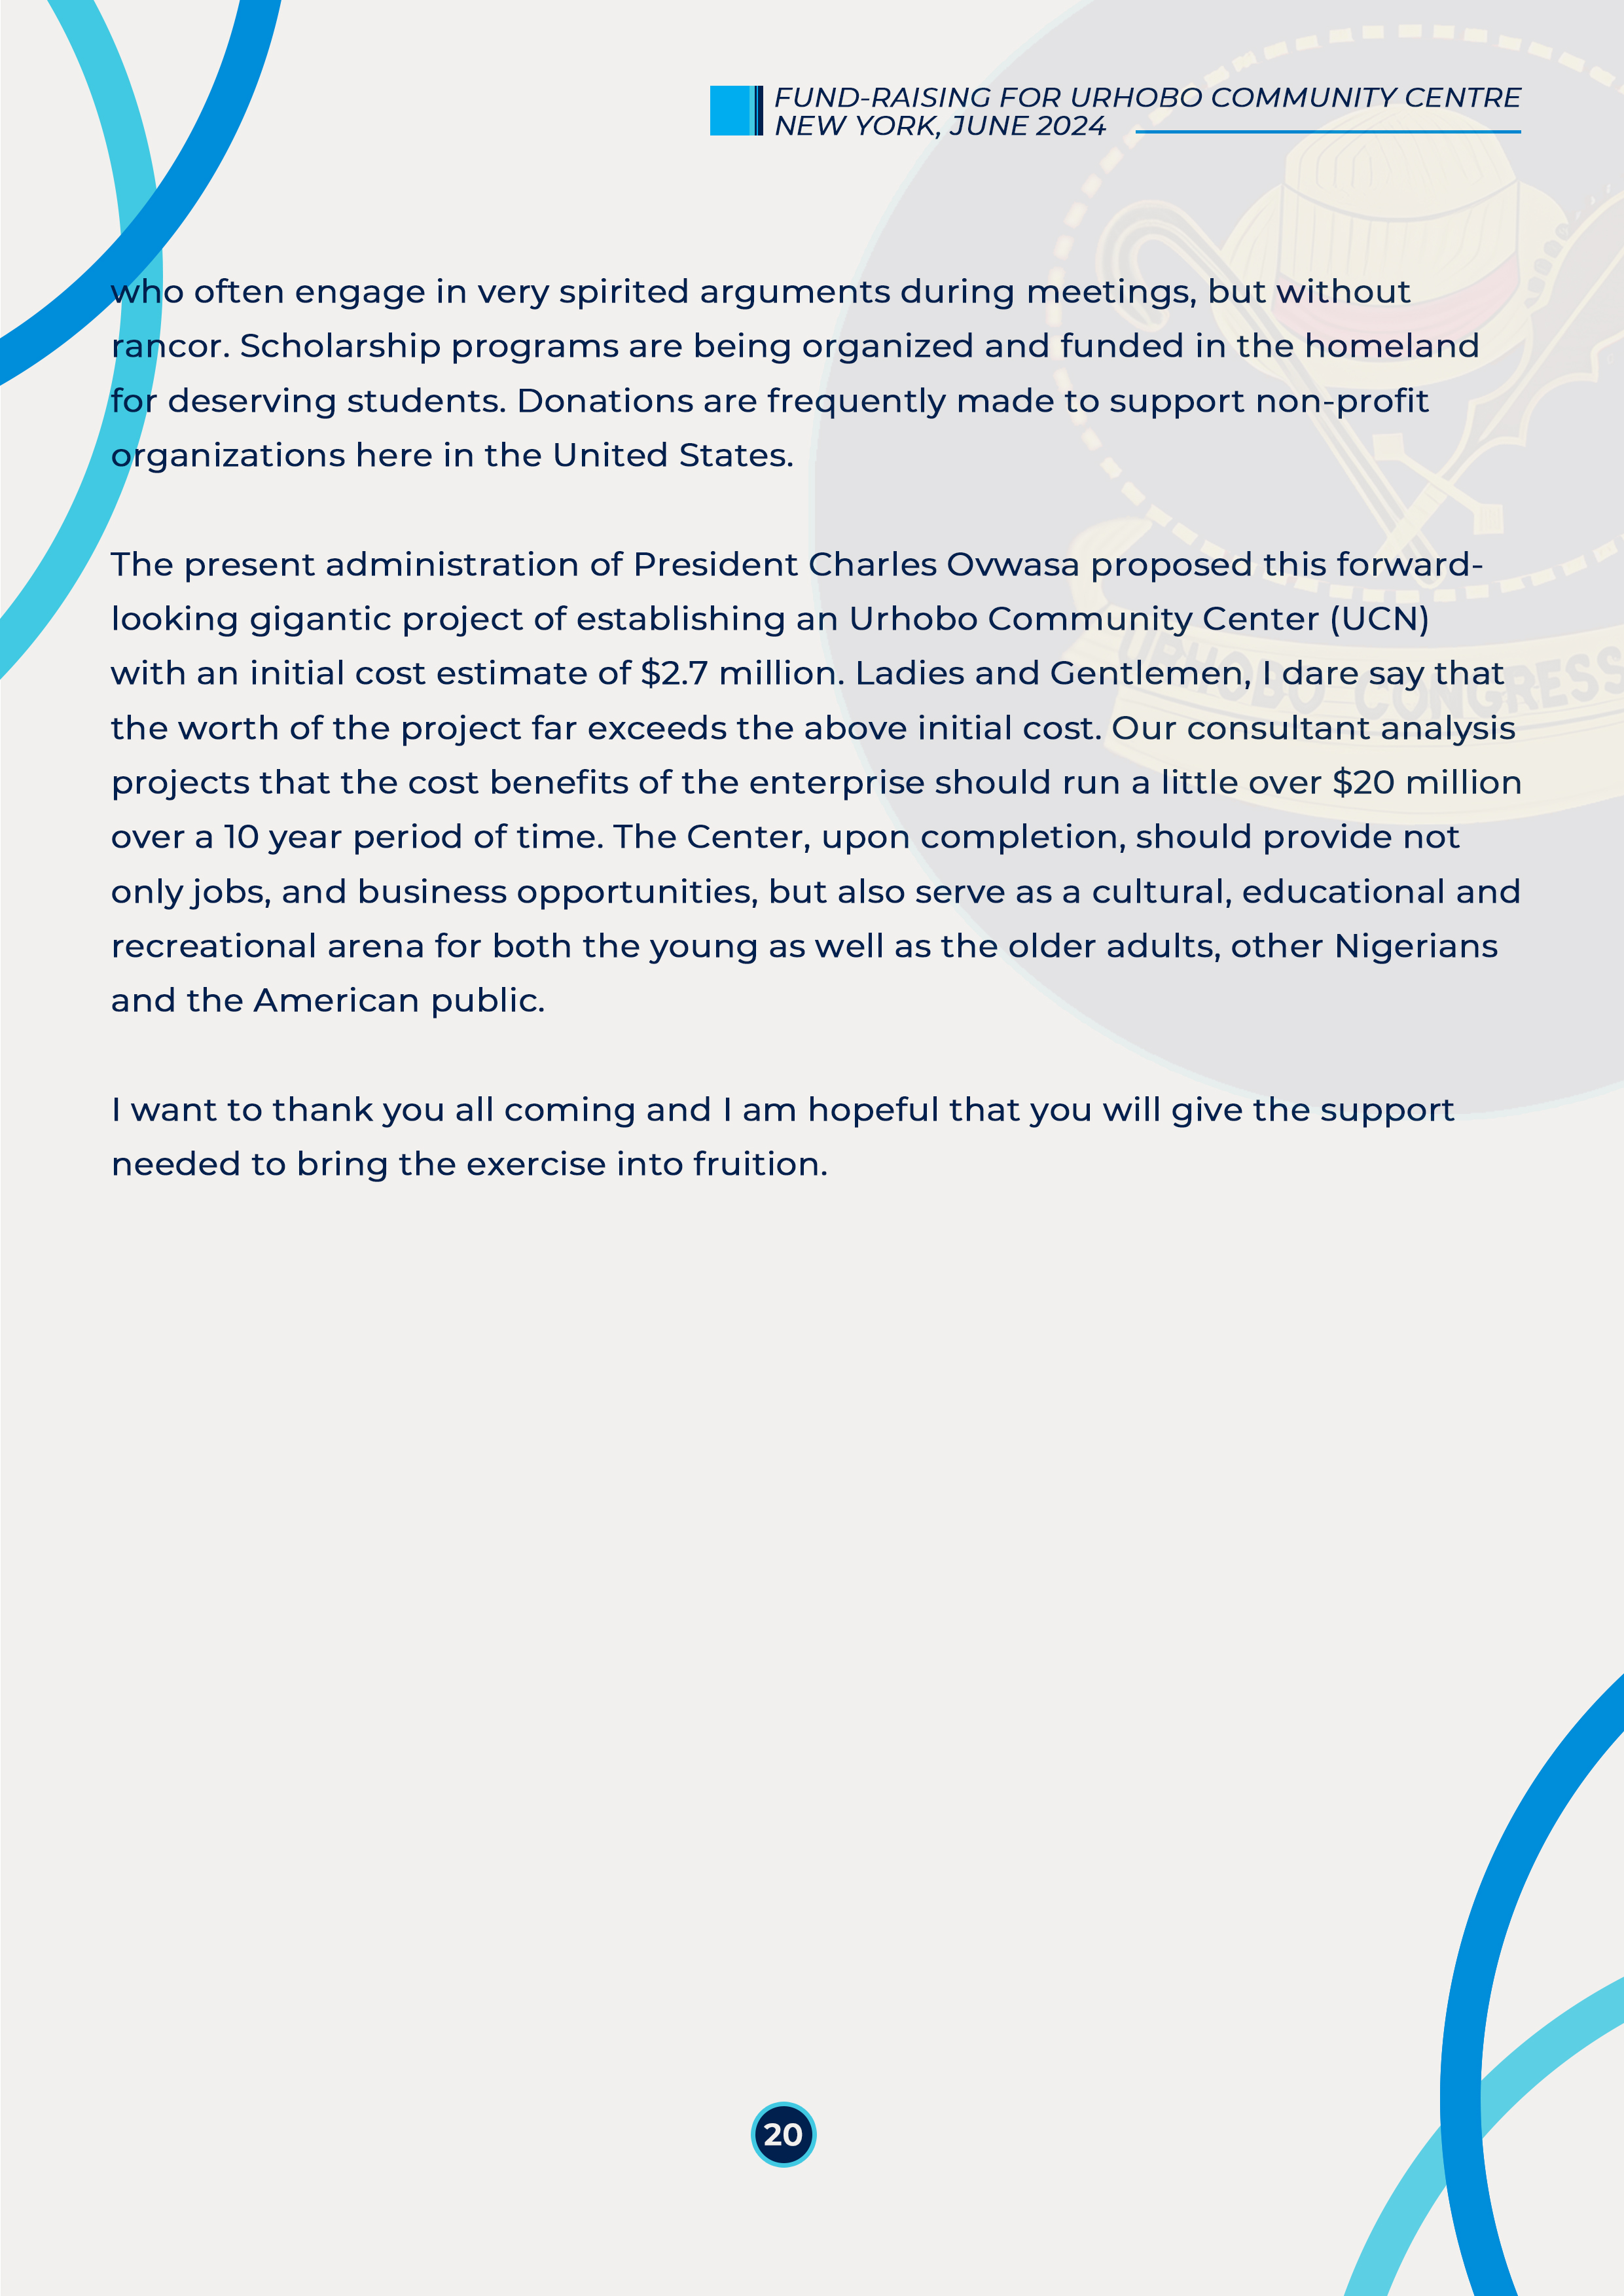 FUND-RAISING FOR URHOBO COMMUNITY CENTRE
NEW YORK, JUNE 2024
who often engage in very spirited arguments during meetings, but without
rancor. Scholarship programs are being organized and funded in the homeland
for deserving students. Donations are frequently made to support non-profit
organizations here in the United States.
The present administration of President Charles Ovwasa proposed this forward-
looking gigantic project of establishing an Urhobo Community Center (UCN)
with an initial cost estimate of $2.7 million. Ladies and Gentlemen, I dare say that
the worth of the project far exceeds the above initial cost. Our consultant analysis
projects that the cost benefits of the enterprise should run a little over $20 million
over a 10 year period of time. The Center, upon completion, should provide not
only jobs, and business opportunities, but also serve as a cultural, educational and
recreational arena for both the young as well as the older adults, other Nigerians
and the American public.
I want to thank you all coming and I am hopeful that you will give the support
needed to bring the exercise into fruition.
URHOBO CONGRESS
20